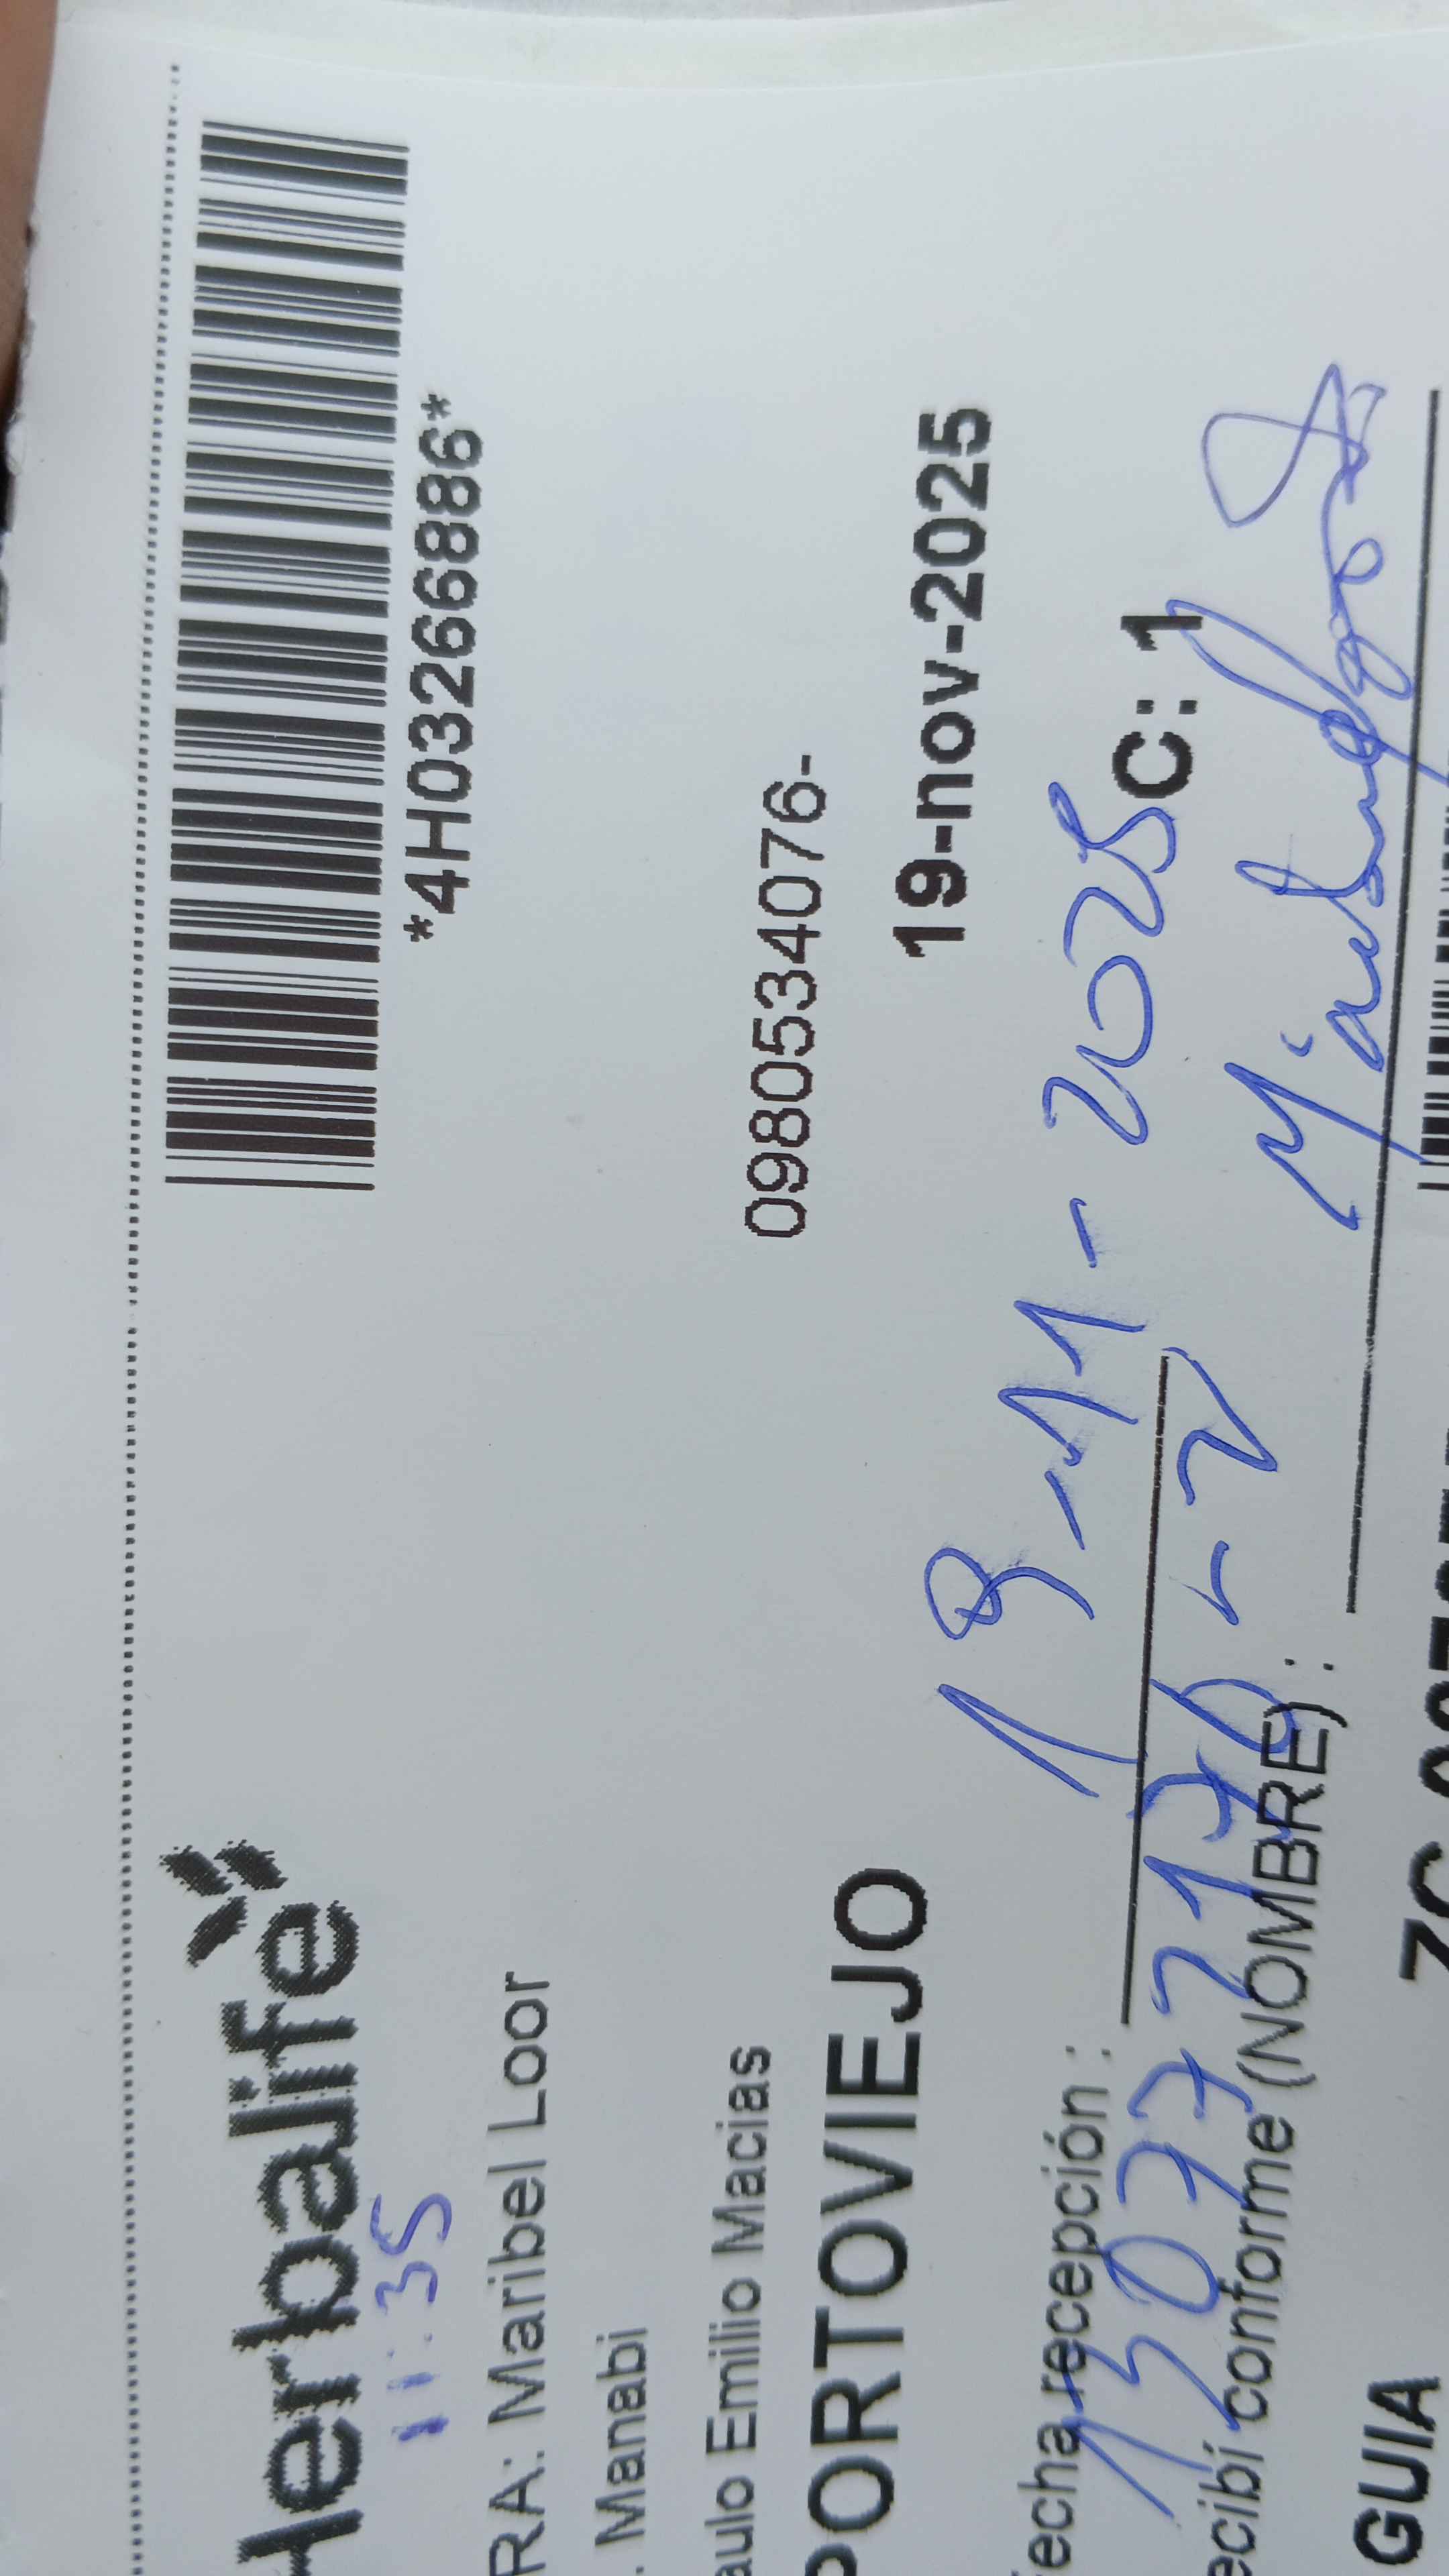 Herbalife
*4H03266886*
11:35
RA: Maribel Loor
. Manabi
aulo Emilio Macias 0980534076-
PORTOVIEJO 19-nov-2025
echa recepción : 18-11-2025 C: 1
ecibí conforme (NOMBRE) :
GUIA